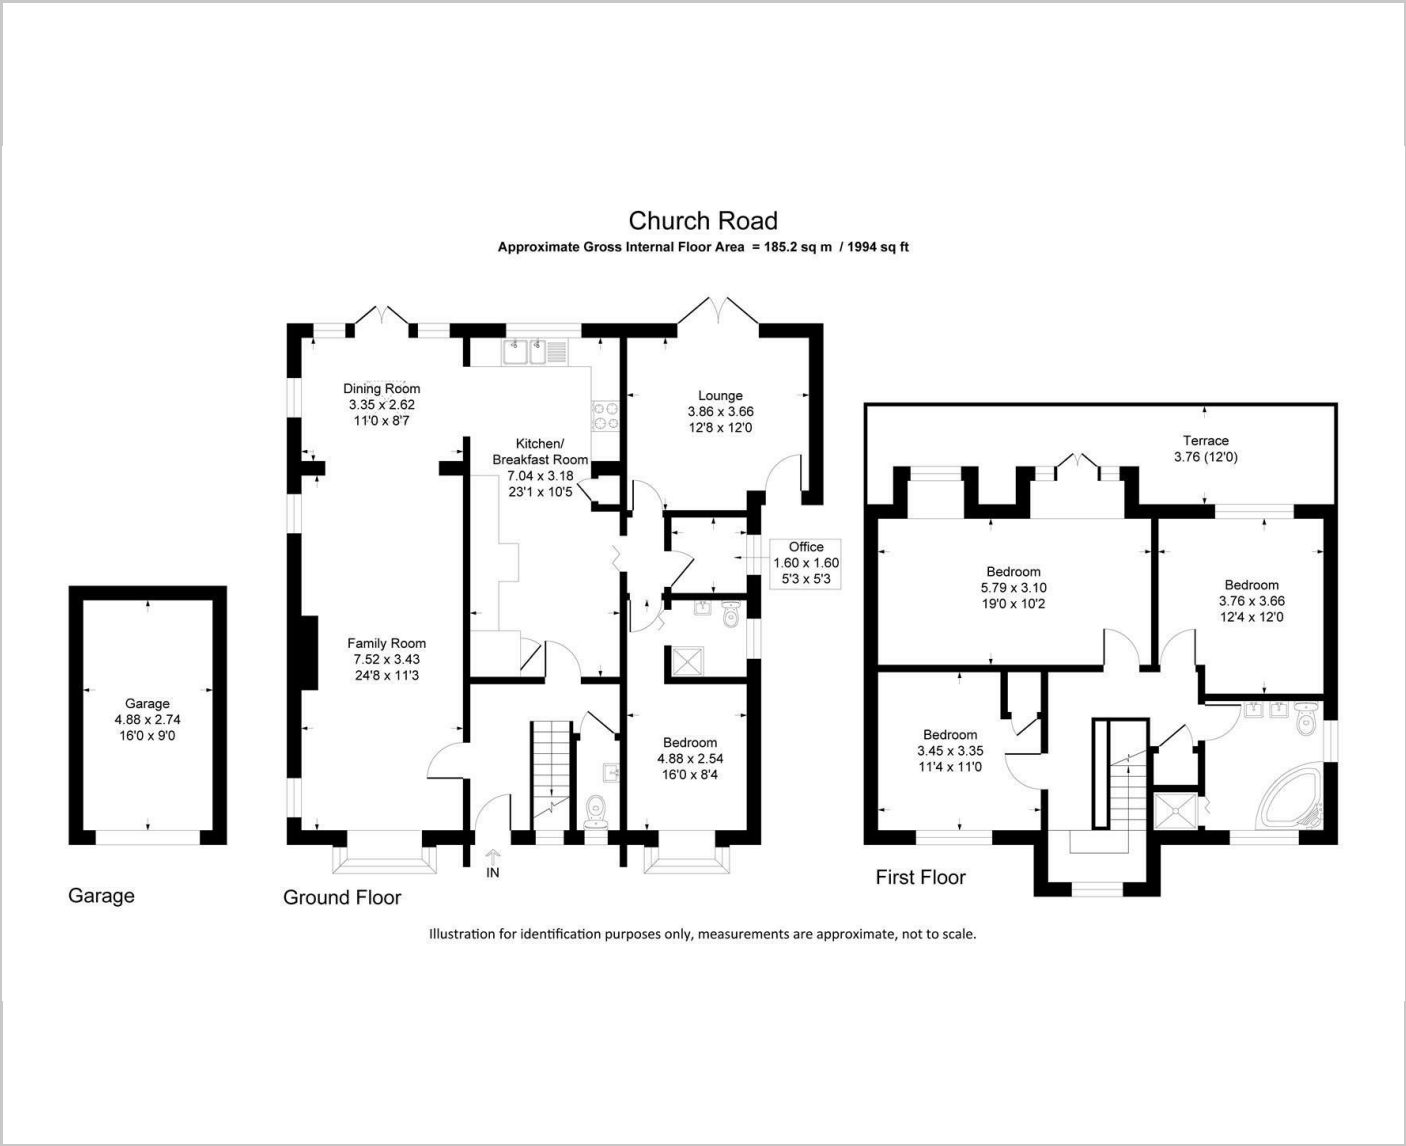 Church Road
Approximate Gross Internal Floor Area = 185.2 sq m / 1994 sq ft
Dining Room
3.35 x 2.62
11'0 x 8'7
Kitchen/
Breakfast Room
7.04 x 3.18
23'1 x 10'5
Lounge
3.86 x 3.66
12'8 x 12'0
Terrace
3.76 (12'0)
Office
1.60 x 1.60
5'3 x 5'3
Bedroom
5.79 x 3.10
19'0 x 10'2
Bedroom
3.76 x 3.66
12'4 x 12'0
Family Room
7.52 x 3.43
24'8 x 11'3
Garage
4.88 x 2.74
16'0 x 9'0
Bedroom
4.88 x 2.54
16'0 x 8'4
Bedroom
3.45 x 3.35
11'4 x 11'0
IN
Garage
Ground Floor
First Floor
Illustration for identification purposes only, measurements are approximate, not to scale.